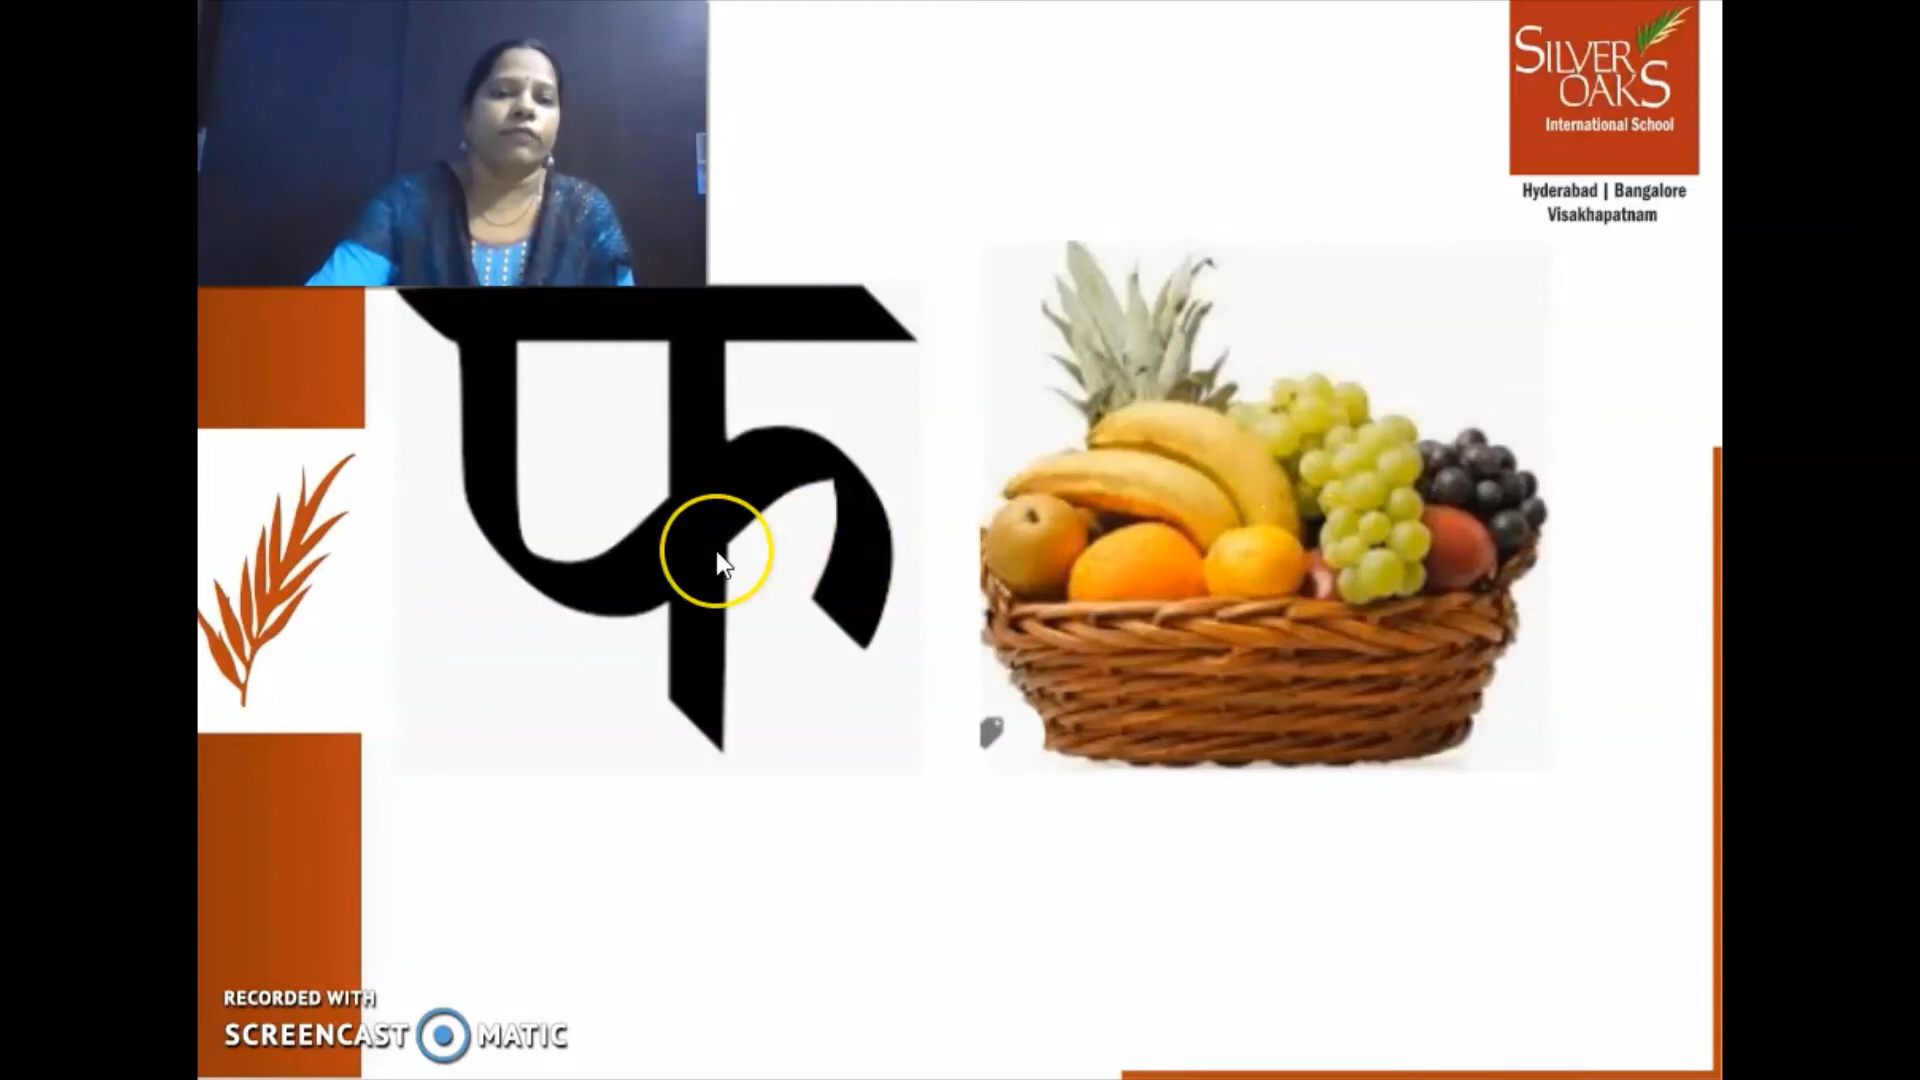 SILVER
OAKS
International School
Hyderabad | Bangalore
Visakhapatnam
फ
RECORDED WITH
SCREENCAST MATIC